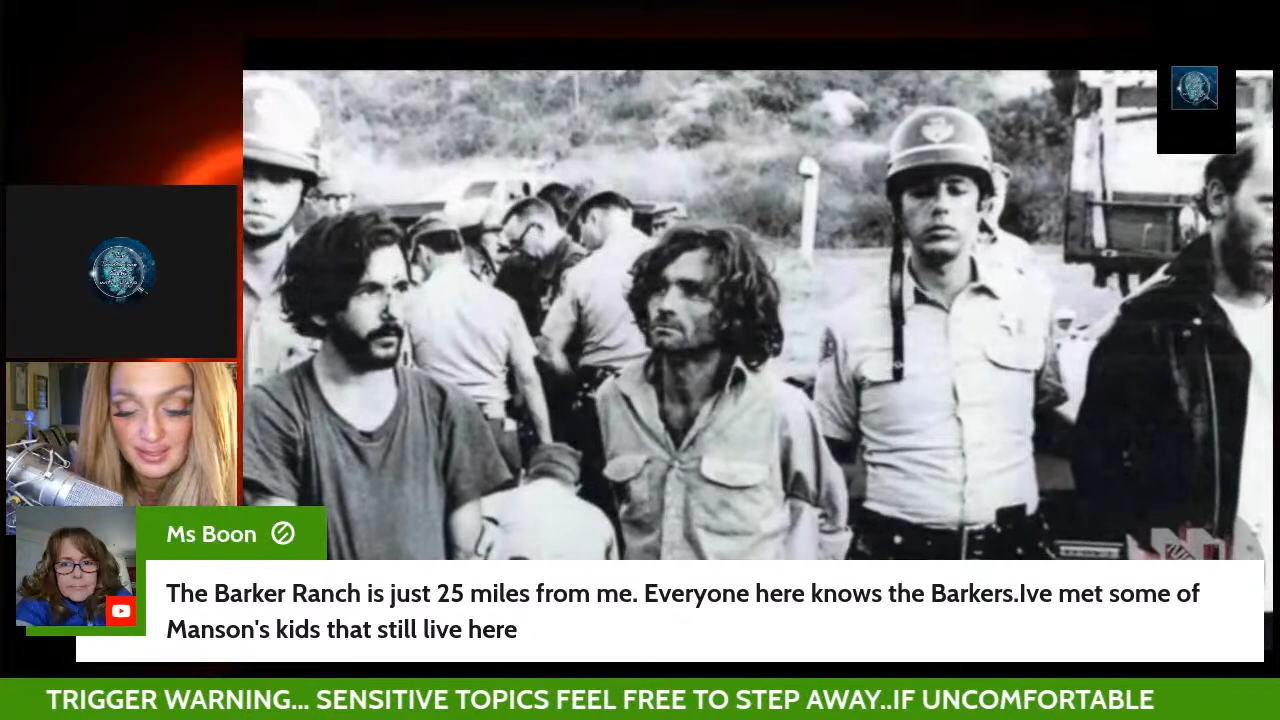 Ms Boon
The Barker Ranch is just 25 miles from me. Everyone here knows the Barkers.Ive met some of
Manson's kids that still live here
TRIGGER WARNING... SENSITIVE TOPICS FEEL FREE TO STEP AWAY..IF UNCOMFORTABLE